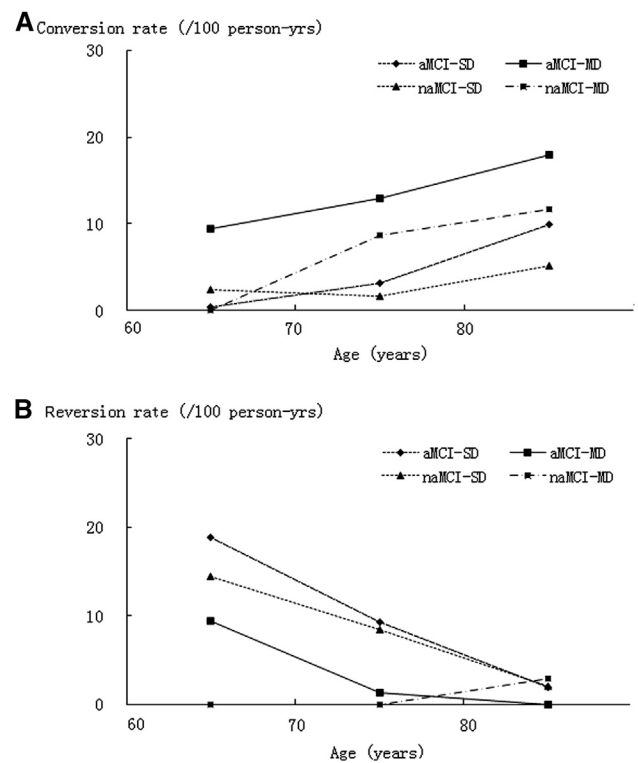 A
Conversion rate (/100 person-yrs)
30
aMCI-SD
aMCI-MD
naMCI-SD
naMCI-MD
20
10
0
60
70
80
Age (years)
B
Reversion rate (/100 person-yrs)
30
aMCI-SD
aMCI-MD
naMCI-SD
naMCI-MD
20
10
0
60
70
80
Age (years)